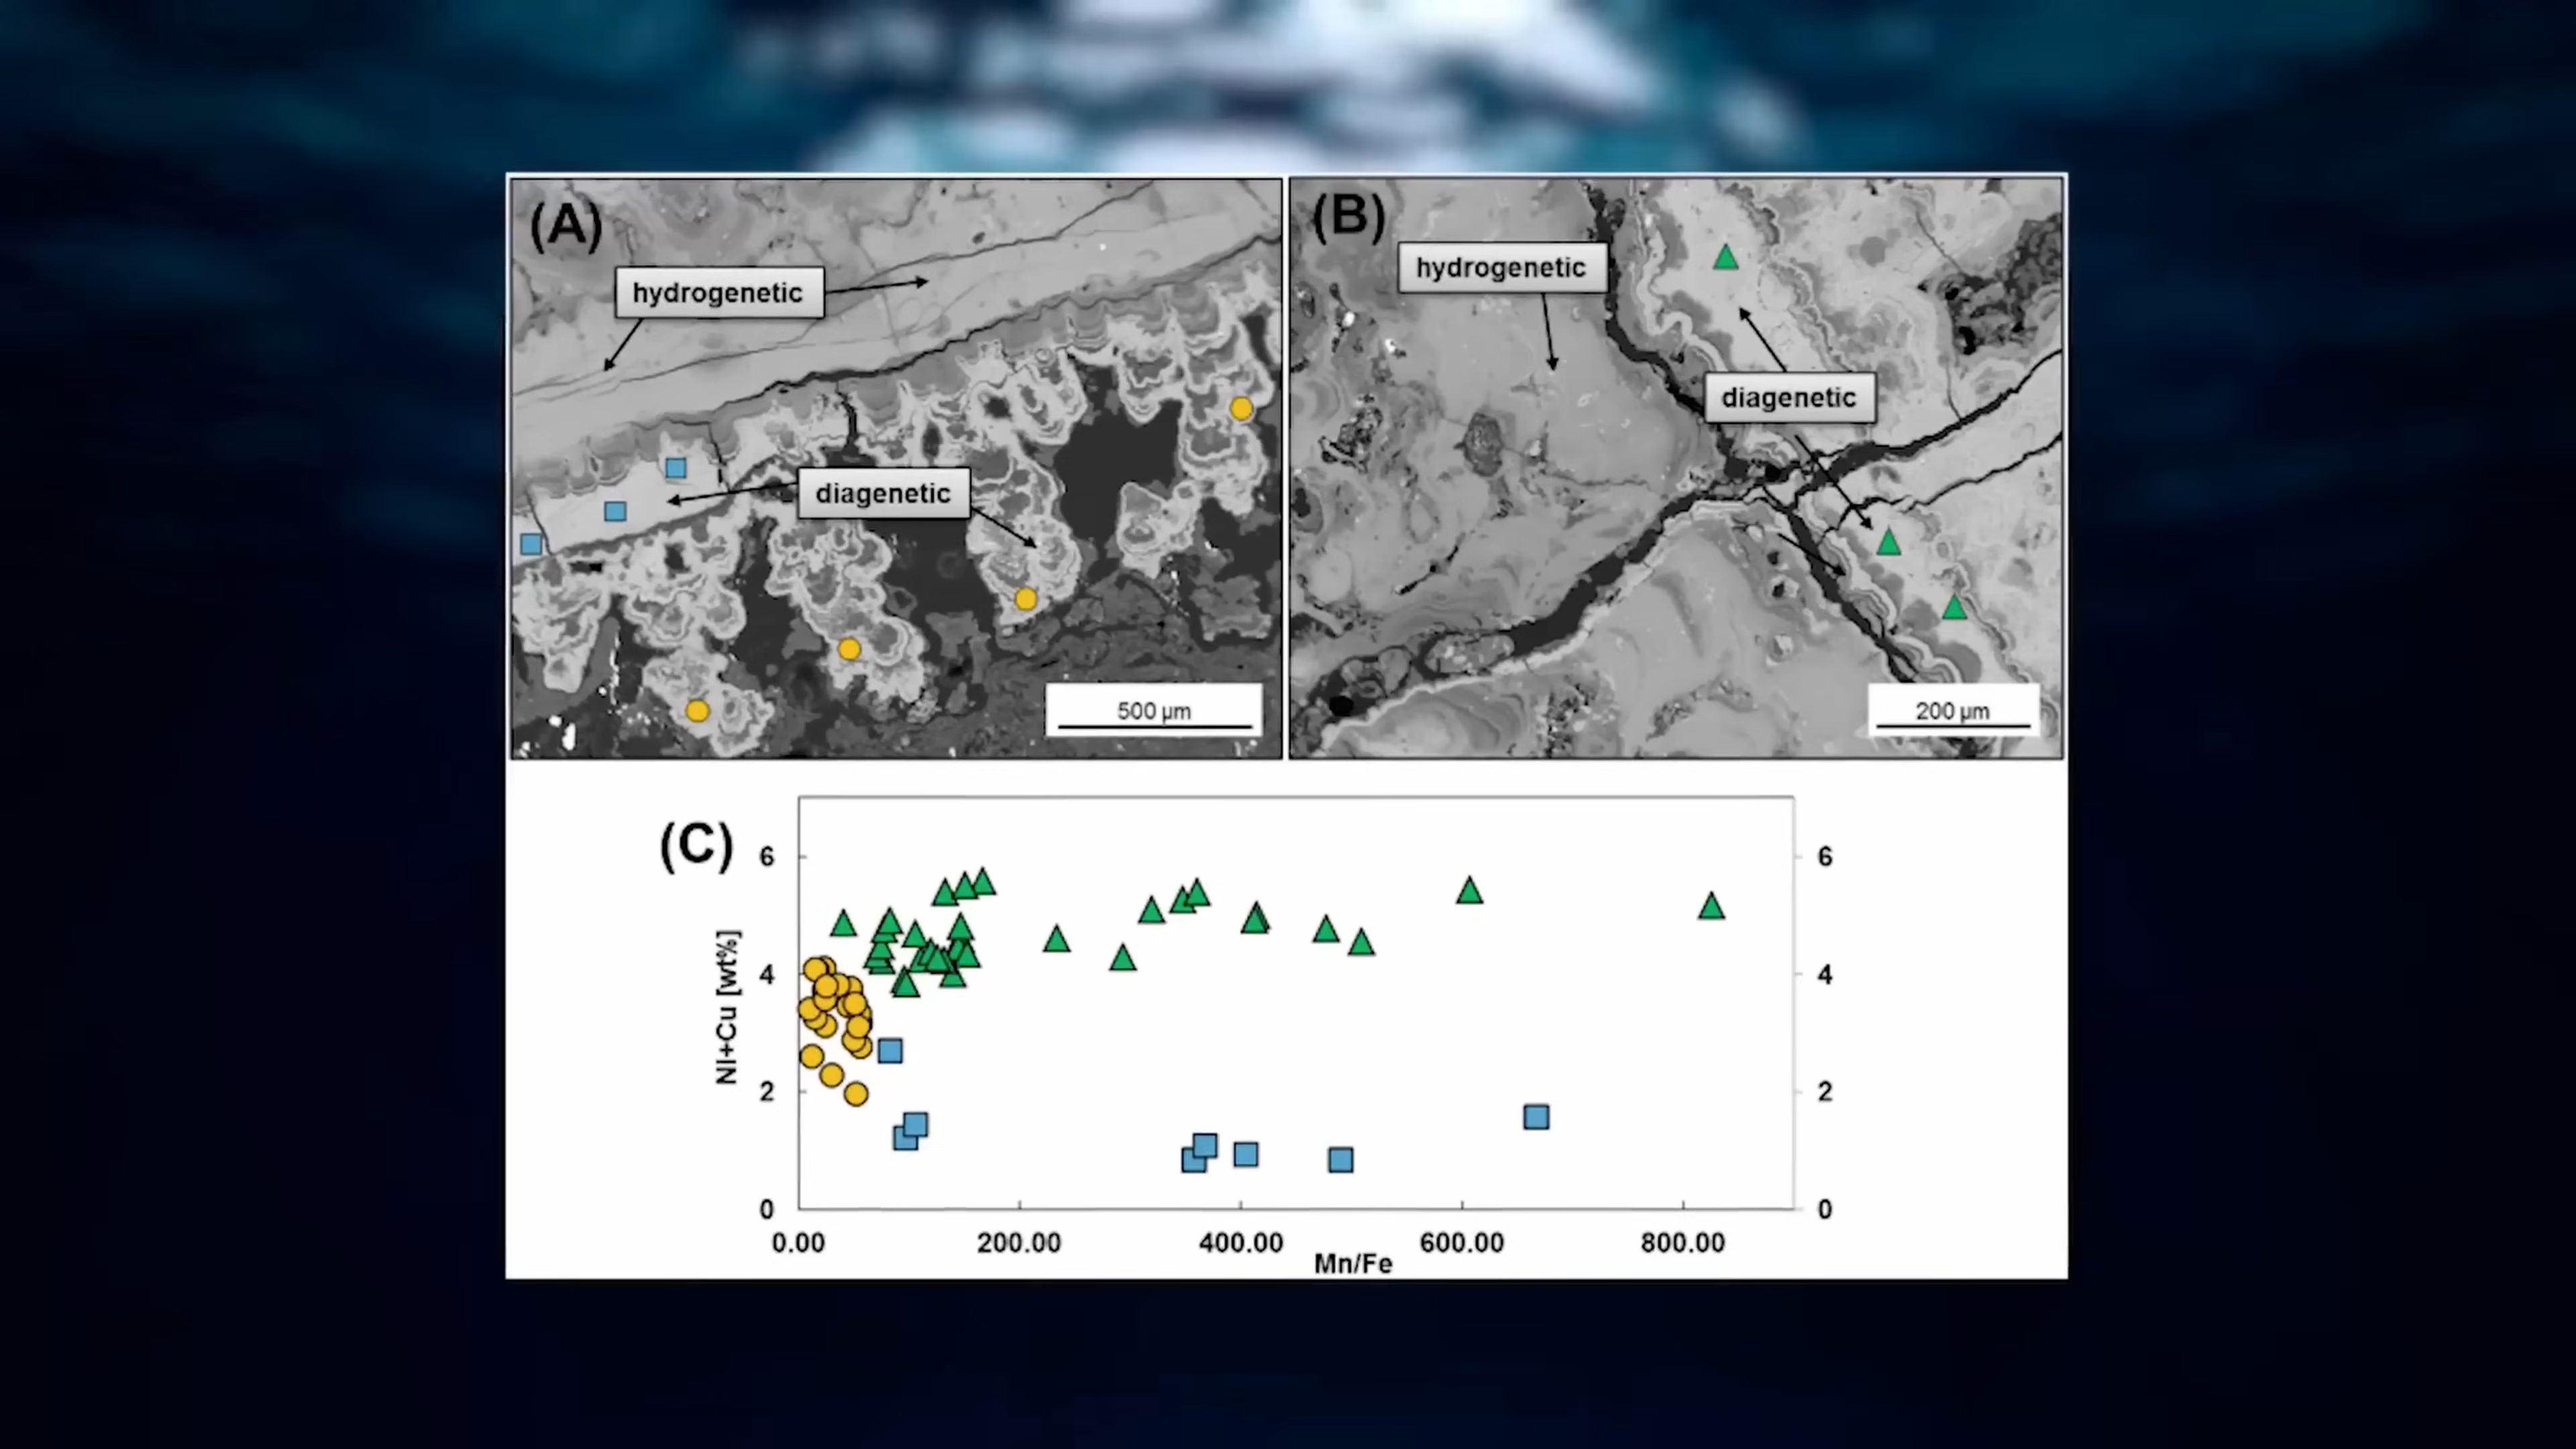 (A)
hydrogenetic
diagenetic
500 µm
(B)
hydrogenetic
diagenetic
200 µm
(C)
NI+Cu [wt%]
6
4
2
0
6
4
2
0
0.00 200.00 400.00 600.00 800.00
Mn/Fe